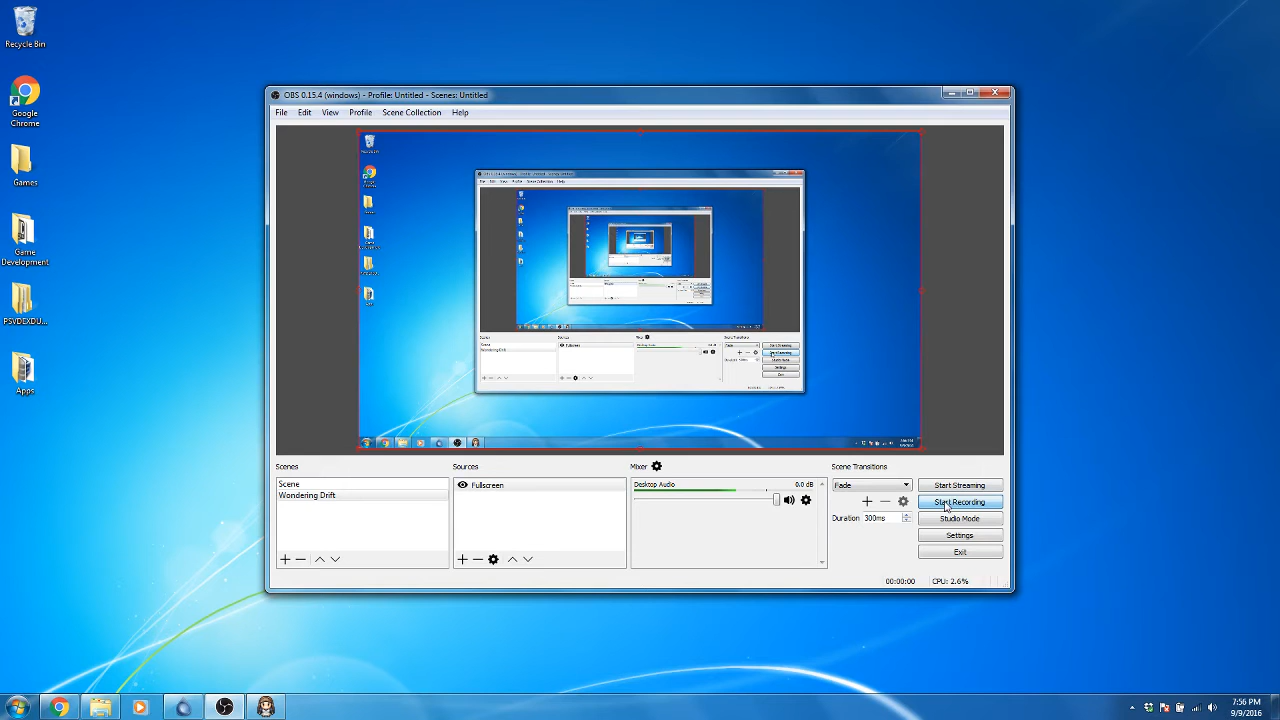 Recycle Bin
Google
Chrome
Games
Game
Development
PSVDEXDU...
Apps
OBS 0.15.4 (windows) - Profile: Untitled - Scenes: Untitled
File Edit View Profile Scene Collection Help
Scenes
Scene
Wondering Drift
Sources
Fullscreen
Mixer
Desktop Audio 0.0 dB
Scene Transitions
Fade
Duration 300ms
Start Streaming
Start Recording
Studio Mode
Settings
Exit
00:00:00 CPU: 2.6%
7:56 PM
9/9/2016